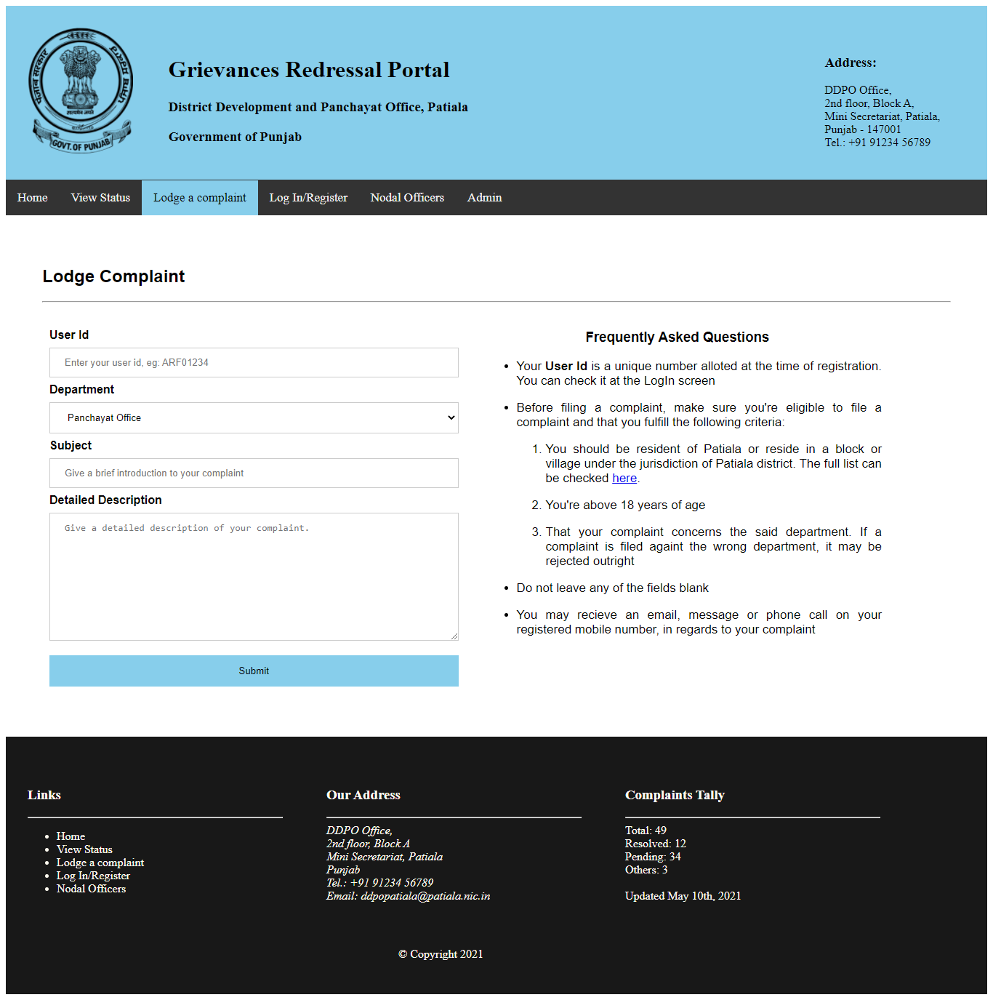 ਪੰਜਾਬ ਸਰਕਾਰ
सत्यमेव जयते
GOVT. OF PUNJAB
Grievances Redressal Portal
District Development and Panchayat Office, Patiala
Government of Punjab
Address:
DDPO Office,
2nd floor, Block A,
Mini Secretariat, Patiala,
Punjab - 147001
Tel.: +91 91234 56789
Home View Status Lodge a complaint Log In/Register Nodal Officers Admin
Lodge Complaint
User Id
Enter your user id, eg: ARF01234
Department
Panchayat Office
Subject
Give a brief introduction to your complaint
Detailed Description
Give a detailed description of your complaint.
Submit
Frequently Asked Questions
• Your User Id is a unique number alloted at the time of registration.
You can check it at the LogIn screen
• Before filing a complaint, make sure you're eligible to file a
complaint and that you fulfill the following criteria:
1. You should be resident of Patiala or reside in a block or
village under the jurisdiction of Patiala district. The full list can
be checked here.
2. You're above 18 years of age
3. That your complaint concerns the said department. If a
complaint is filed againt the wrong department, it may be
rejected outright
• Do not leave any of the fields blank
• You may recieve an email, message or phone call on your
registered mobile number, in regards to your complaint
Links
• Home
• View Status
• Lodge a complaint
• Log In/Register
• Nodal Officers
Our Address
DDPO Office,
2nd floor, Block A
Mini Secretariat, Patiala
Punjab
Tel.: +91 91234 56789
Email: ddpopatiala@patiala.nic.in
Complaints Tally
Total: 49
Resolved: 12
Pending: 34
Others: 3
Updated May 10th, 2021
© Copyright 2021